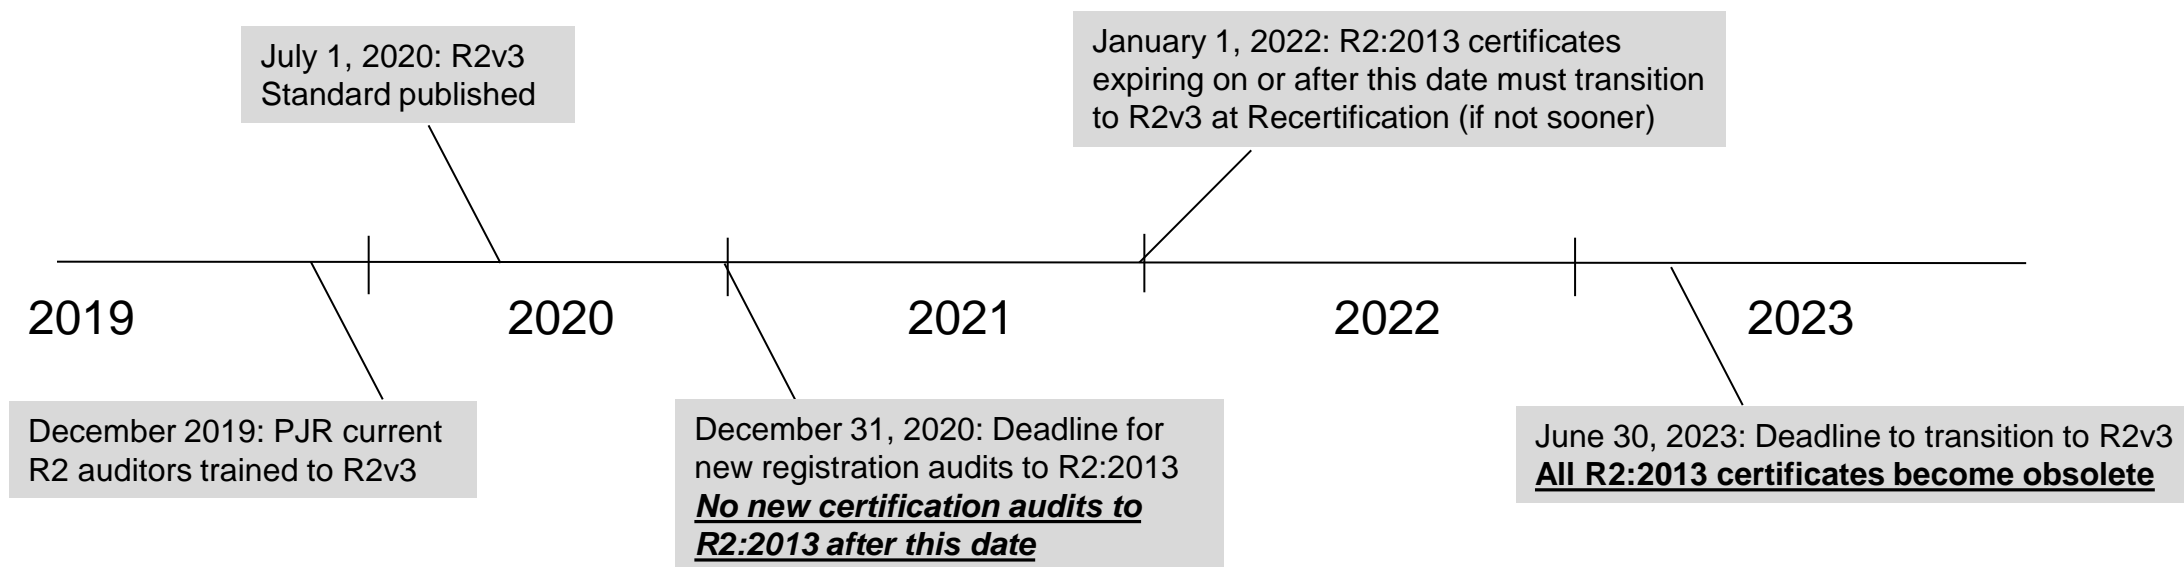 July 1, 2020: R2v3
Standard published
January 1, 2022: R2:2013 certificates
expiring on or after this date must transition
to R2v3 at Recertification (if not sooner)
2019
2020
2021
2022
2023
December 2019: PJR current
R2 auditors trained to R2v3
December 31, 2020: Deadline for
new registration audits to R2:2013
No new certification audits to
R2:2013 after this date
June 30, 2023: Deadline to transition to R2v3
All R2:2013 certificates become obsolete